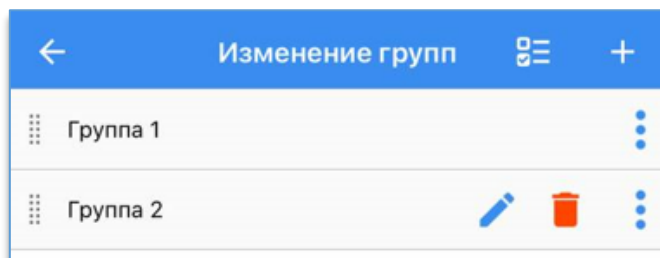 Изменение групп
Группа 1
Группа 2